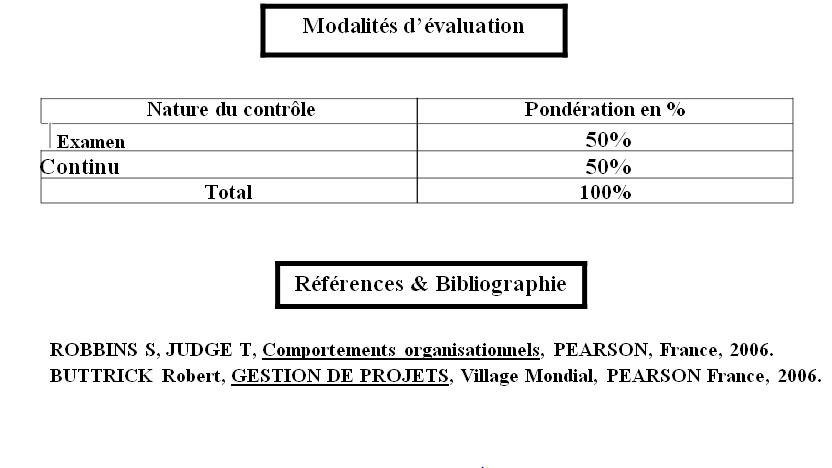 Modalités d'évaluation
Nature du contrôle Pondération en %
Examen 50%
Continu 50%
Total 100%
Références & Bibliographie
ROBBINS S, JUDGE T, Comportements organisationnels, PEARSON, France, 2006.
BUTTRICK Robert, GESTION DE PROJETS, Village Mondial, PEARSON France, 2006.